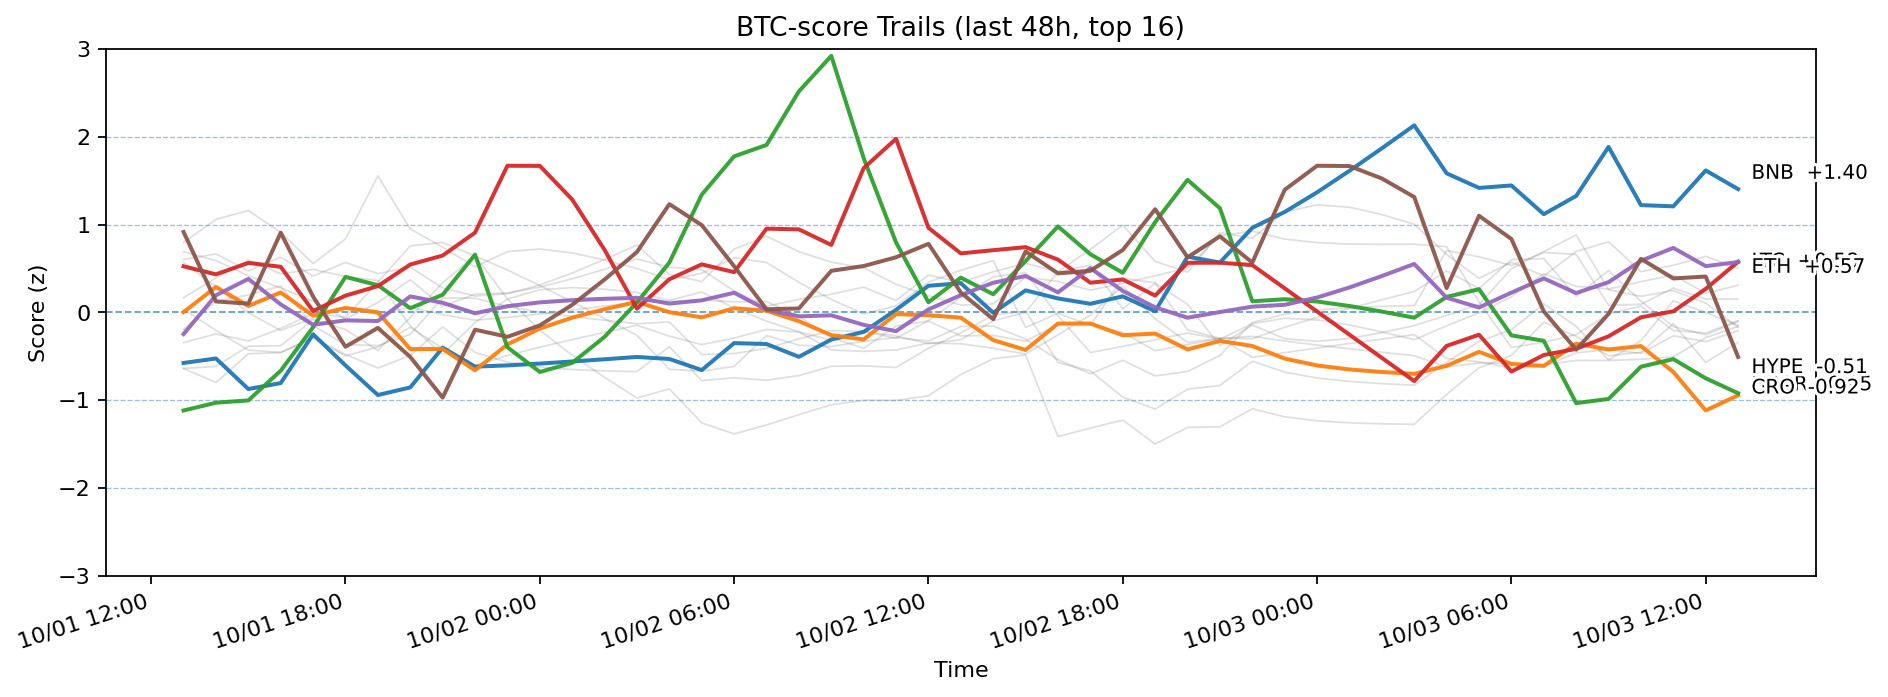 BTC-score Trails (last 48h, top 16)
3
2
1
0
−1
−2
−3
Score (z)
BNB +1.40
ETH +0.57
HYPE -0.51
CRO -0.92
10/01 12:00
10/01 18:00
10/02 00:00
10/02 06:00
10/02 12:00
10/02 18:00
10/03 00:00
10/03 06:00
10/03 12:00
Time